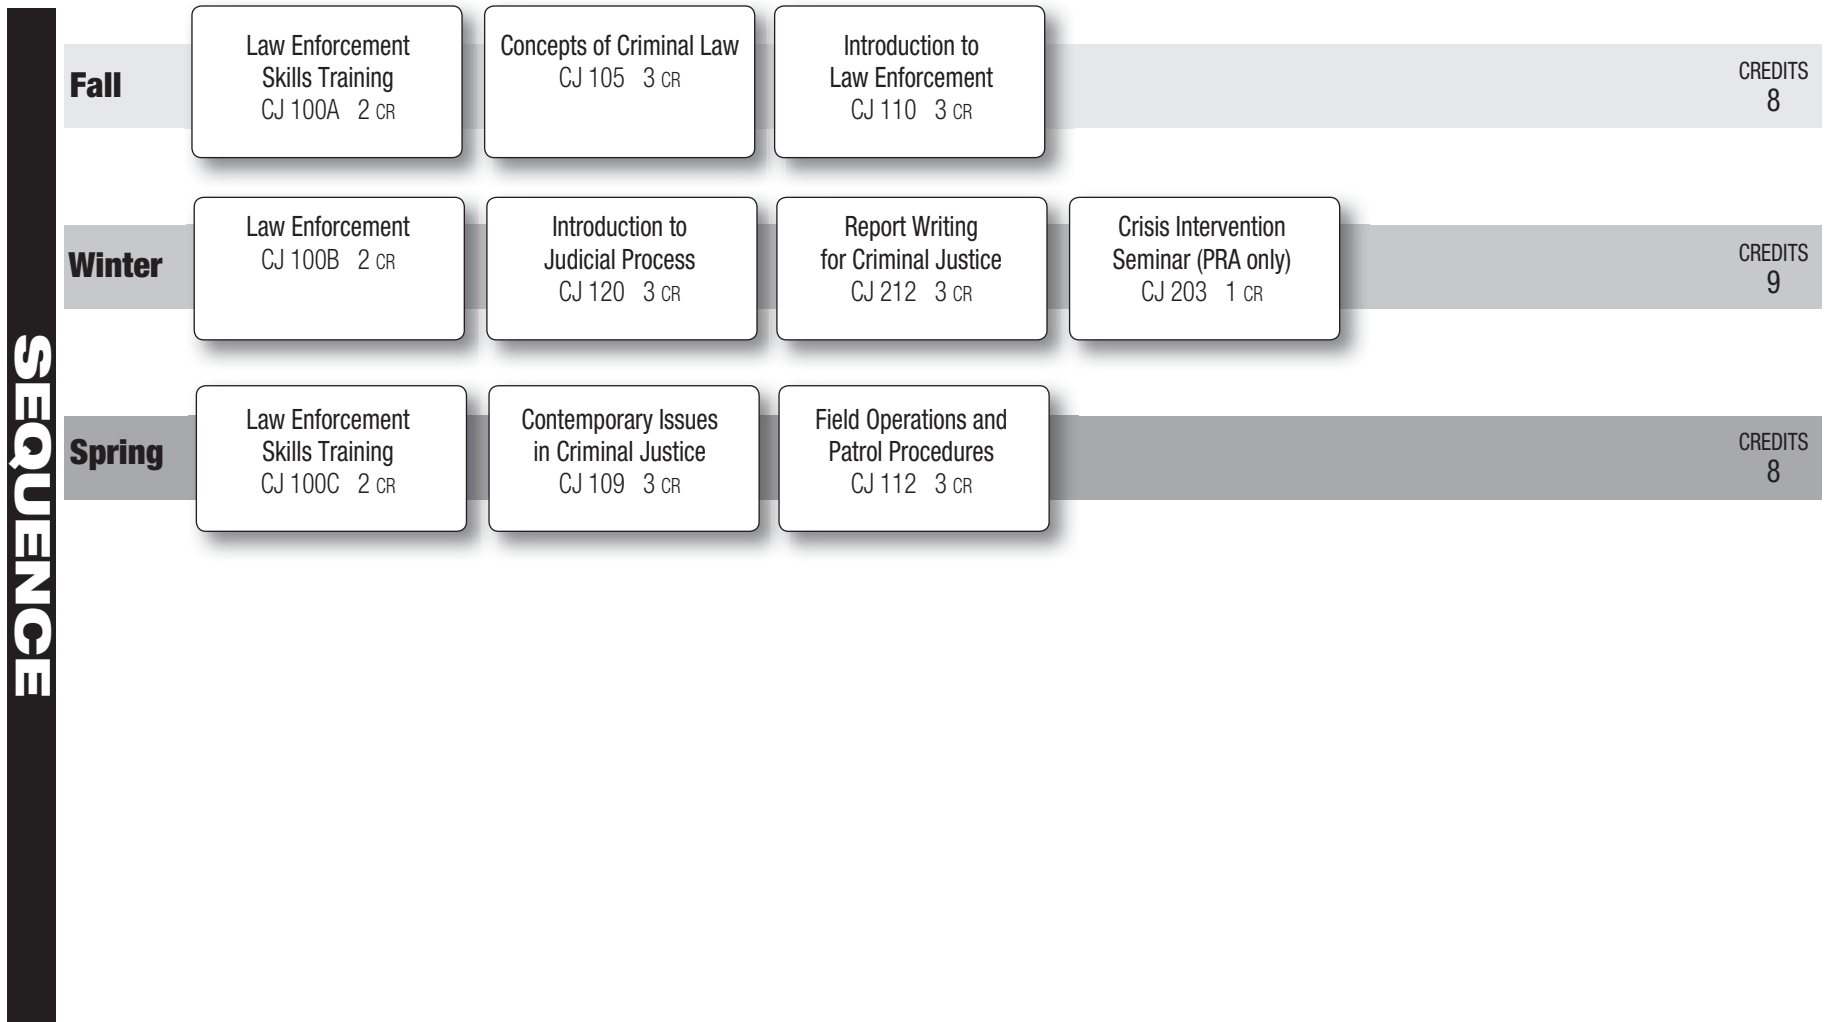 SEQUENCE
Fall
Law Enforcement
Skills Training
CJ 100A 2 CR
Concepts of Criminal Law
CJ 105 3 CR
Introduction to
Law Enforcement
CJ 110 3 CR
CREDITS
8
Winter
Law Enforcement
CJ 100B 2 CR
Introduction to
Judicial Process
CJ 120 3 CR
Report Writing
for Criminal Justice
CJ 212 3 CR
Crisis Intervention
Seminar (PRA only)
CJ 203 1 CR
CREDITS
9
Spring
Law Enforcement
Skills Training
CJ 100C 2 CR
Contemporary Issues
in Criminal Justice
CJ 109 3 CR
Field Operations and
Patrol Procedures
CJ 112 3 CR
CREDITS
8